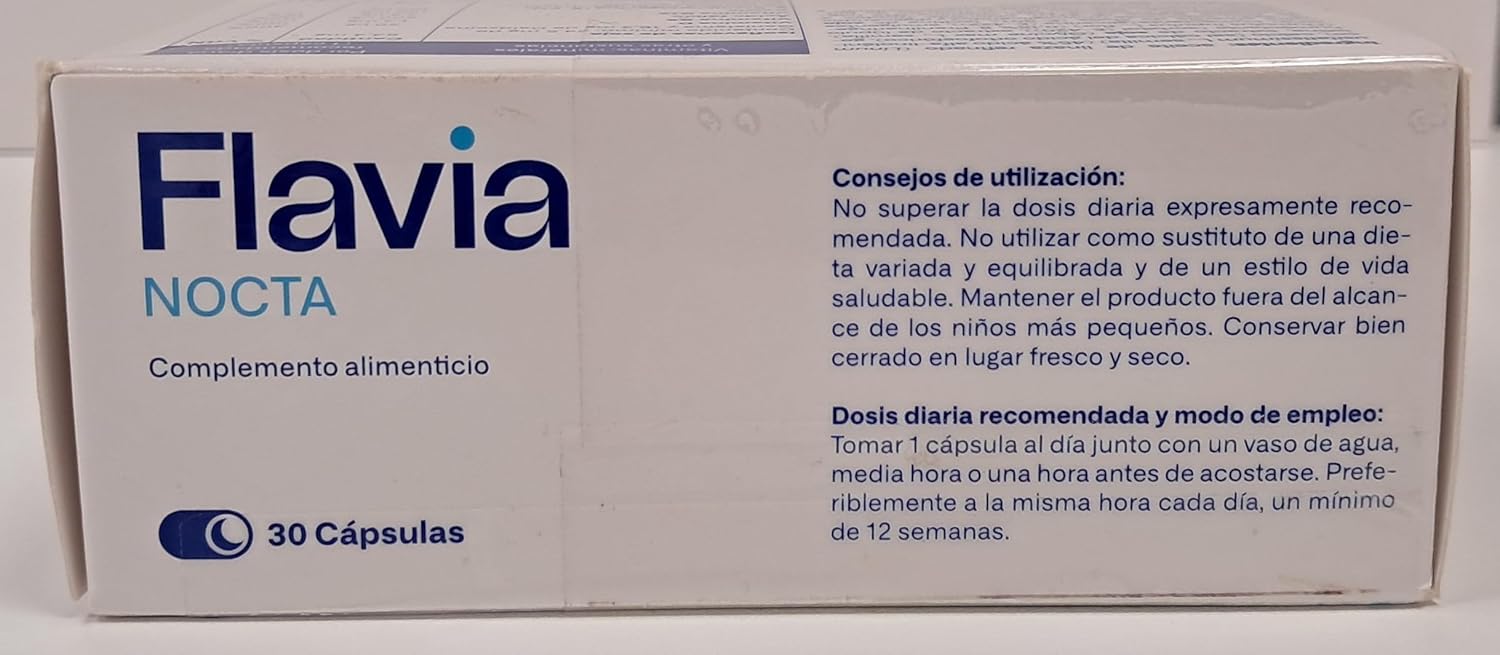 Flavia
NOCTA
Complemento alimenticio
30 Cápsulas
Consejos de utilización:
No superar la dosis diaria expresamente reco-
mendada. No utilizar como sustituto de una die-
ta variada y equilibrada y de un estilo de vida
saludable. Mantener el producto fuera del alcan-
ce de los niños más pequeños. Conservar bien
cerrado en lugar fresco y seco.
Dosis diaria recomendada y modo de empleo:
Tomar 1 cápsula al día junto con un vaso de agua,
media hora o una hora antes de acostarse. Prefe-
riblemente a la misma hora cada día, un mínimo
de 12 semanas.